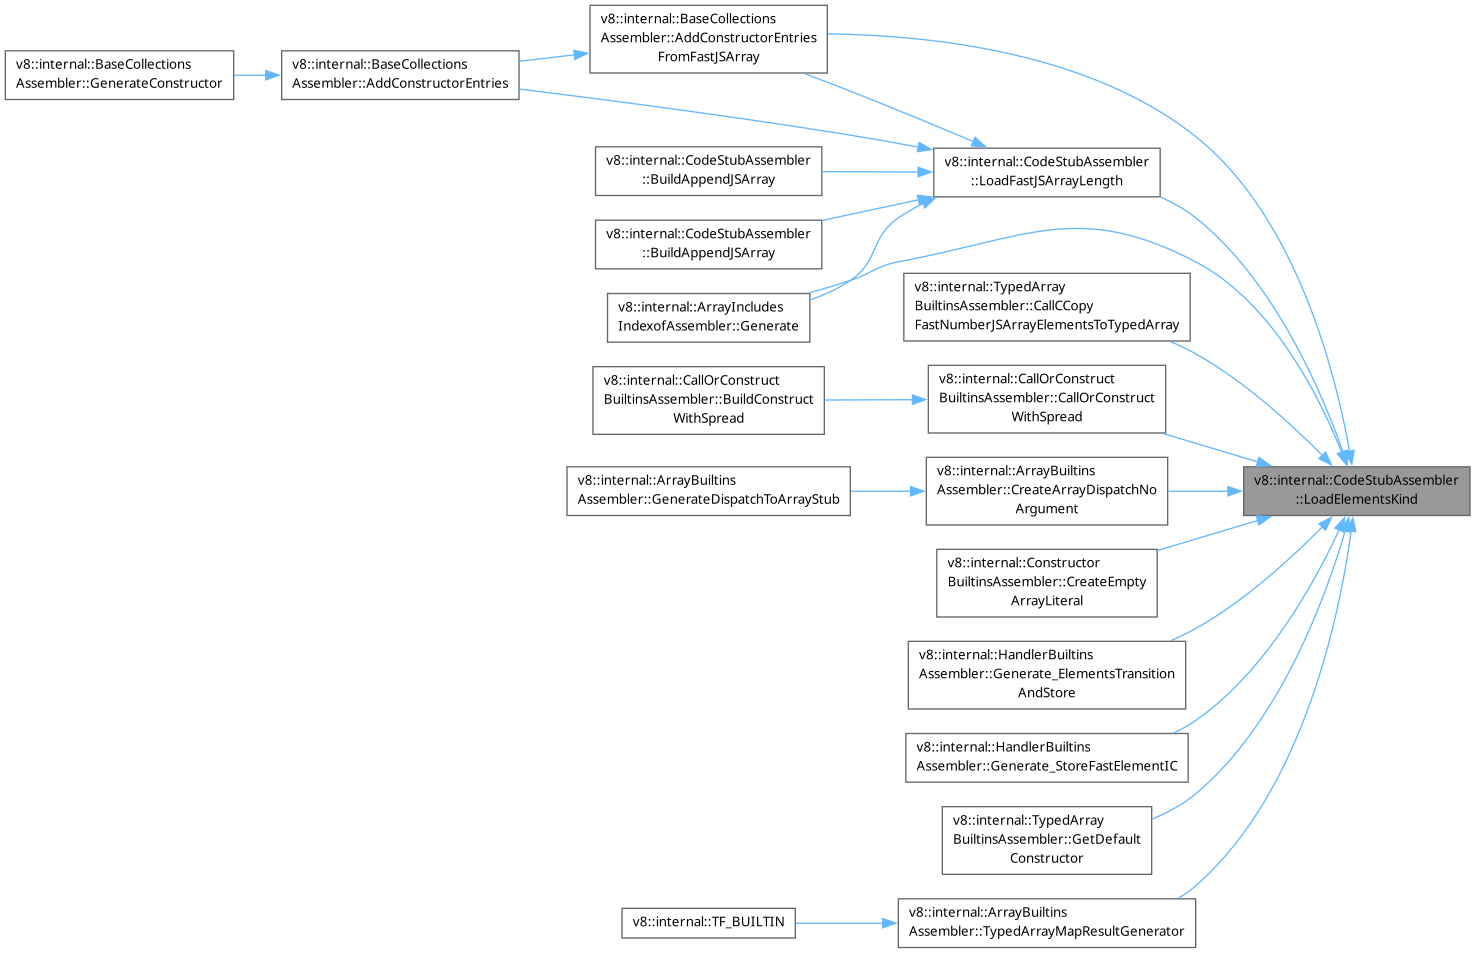 v8::internal::BaseCollections
Assembler::GenerateConstructor
v8::internal::BaseCollections
Assembler::AddConstructorEntries
v8::internal::BaseCollections
Assembler::AddConstructorEntries
FromFastJSArray
v8::internal::CodeStubAssembler
::BuildAppendJSArray
v8::internal::CodeStubAssembler
::LoadFastJSArrayLength
v8::internal::CodeStubAssembler
::BuildAppendJSArray
v8::internal::ArrayIncludes
IndexofAssembler::Generate
v8::internal::TypedArray
BuiltinsAssembler::CallCCopy
FastNumberJSArrayElementsToTypedArray
v8::internal::CallOrConstruct
BuiltinsAssembler::BuildConstruct
WithSpread
v8::internal::CallOrConstruct
BuiltinsAssembler::CallOrConstruct
WithSpread
v8::internal::ArrayBuiltins
Assembler::GenerateDispatchToArrayStub
v8::internal::ArrayBuiltins
Assembler::CreateArrayDispatchNo
Argument
v8::internal::CodeStubAssembler
::LoadElementsKind
v8::internal::Constructor
BuiltinsAssembler::CreateEmpty
ArrayLiteral
v8::internal::HandlerBuiltins
Assembler::Generate_ElementsTransition
AndStore
v8::internal::HandlerBuiltins
Assembler::Generate_StoreFastElementIC
v8::internal::TypedArray
BuiltinsAssembler::GetDefault
Constructor
v8::internal::TF_BUILTIN
v8::internal::ArrayBuiltins
Assembler::TypedArrayMapResultGenerator